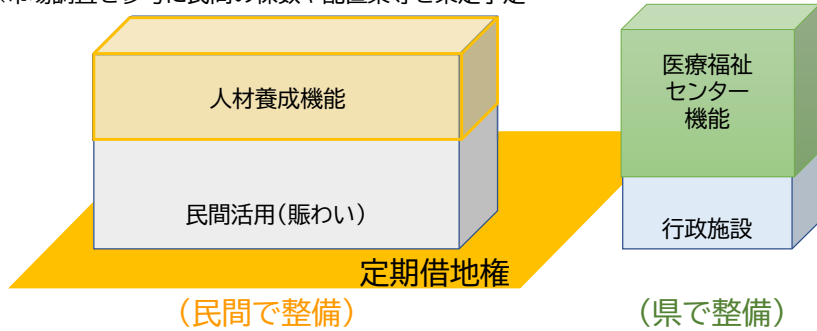 人材養成機能
民間活用(賑わい)
定期借地権
(民間で整備)
医療福祉
センター
機能
行政施設
(県で整備)